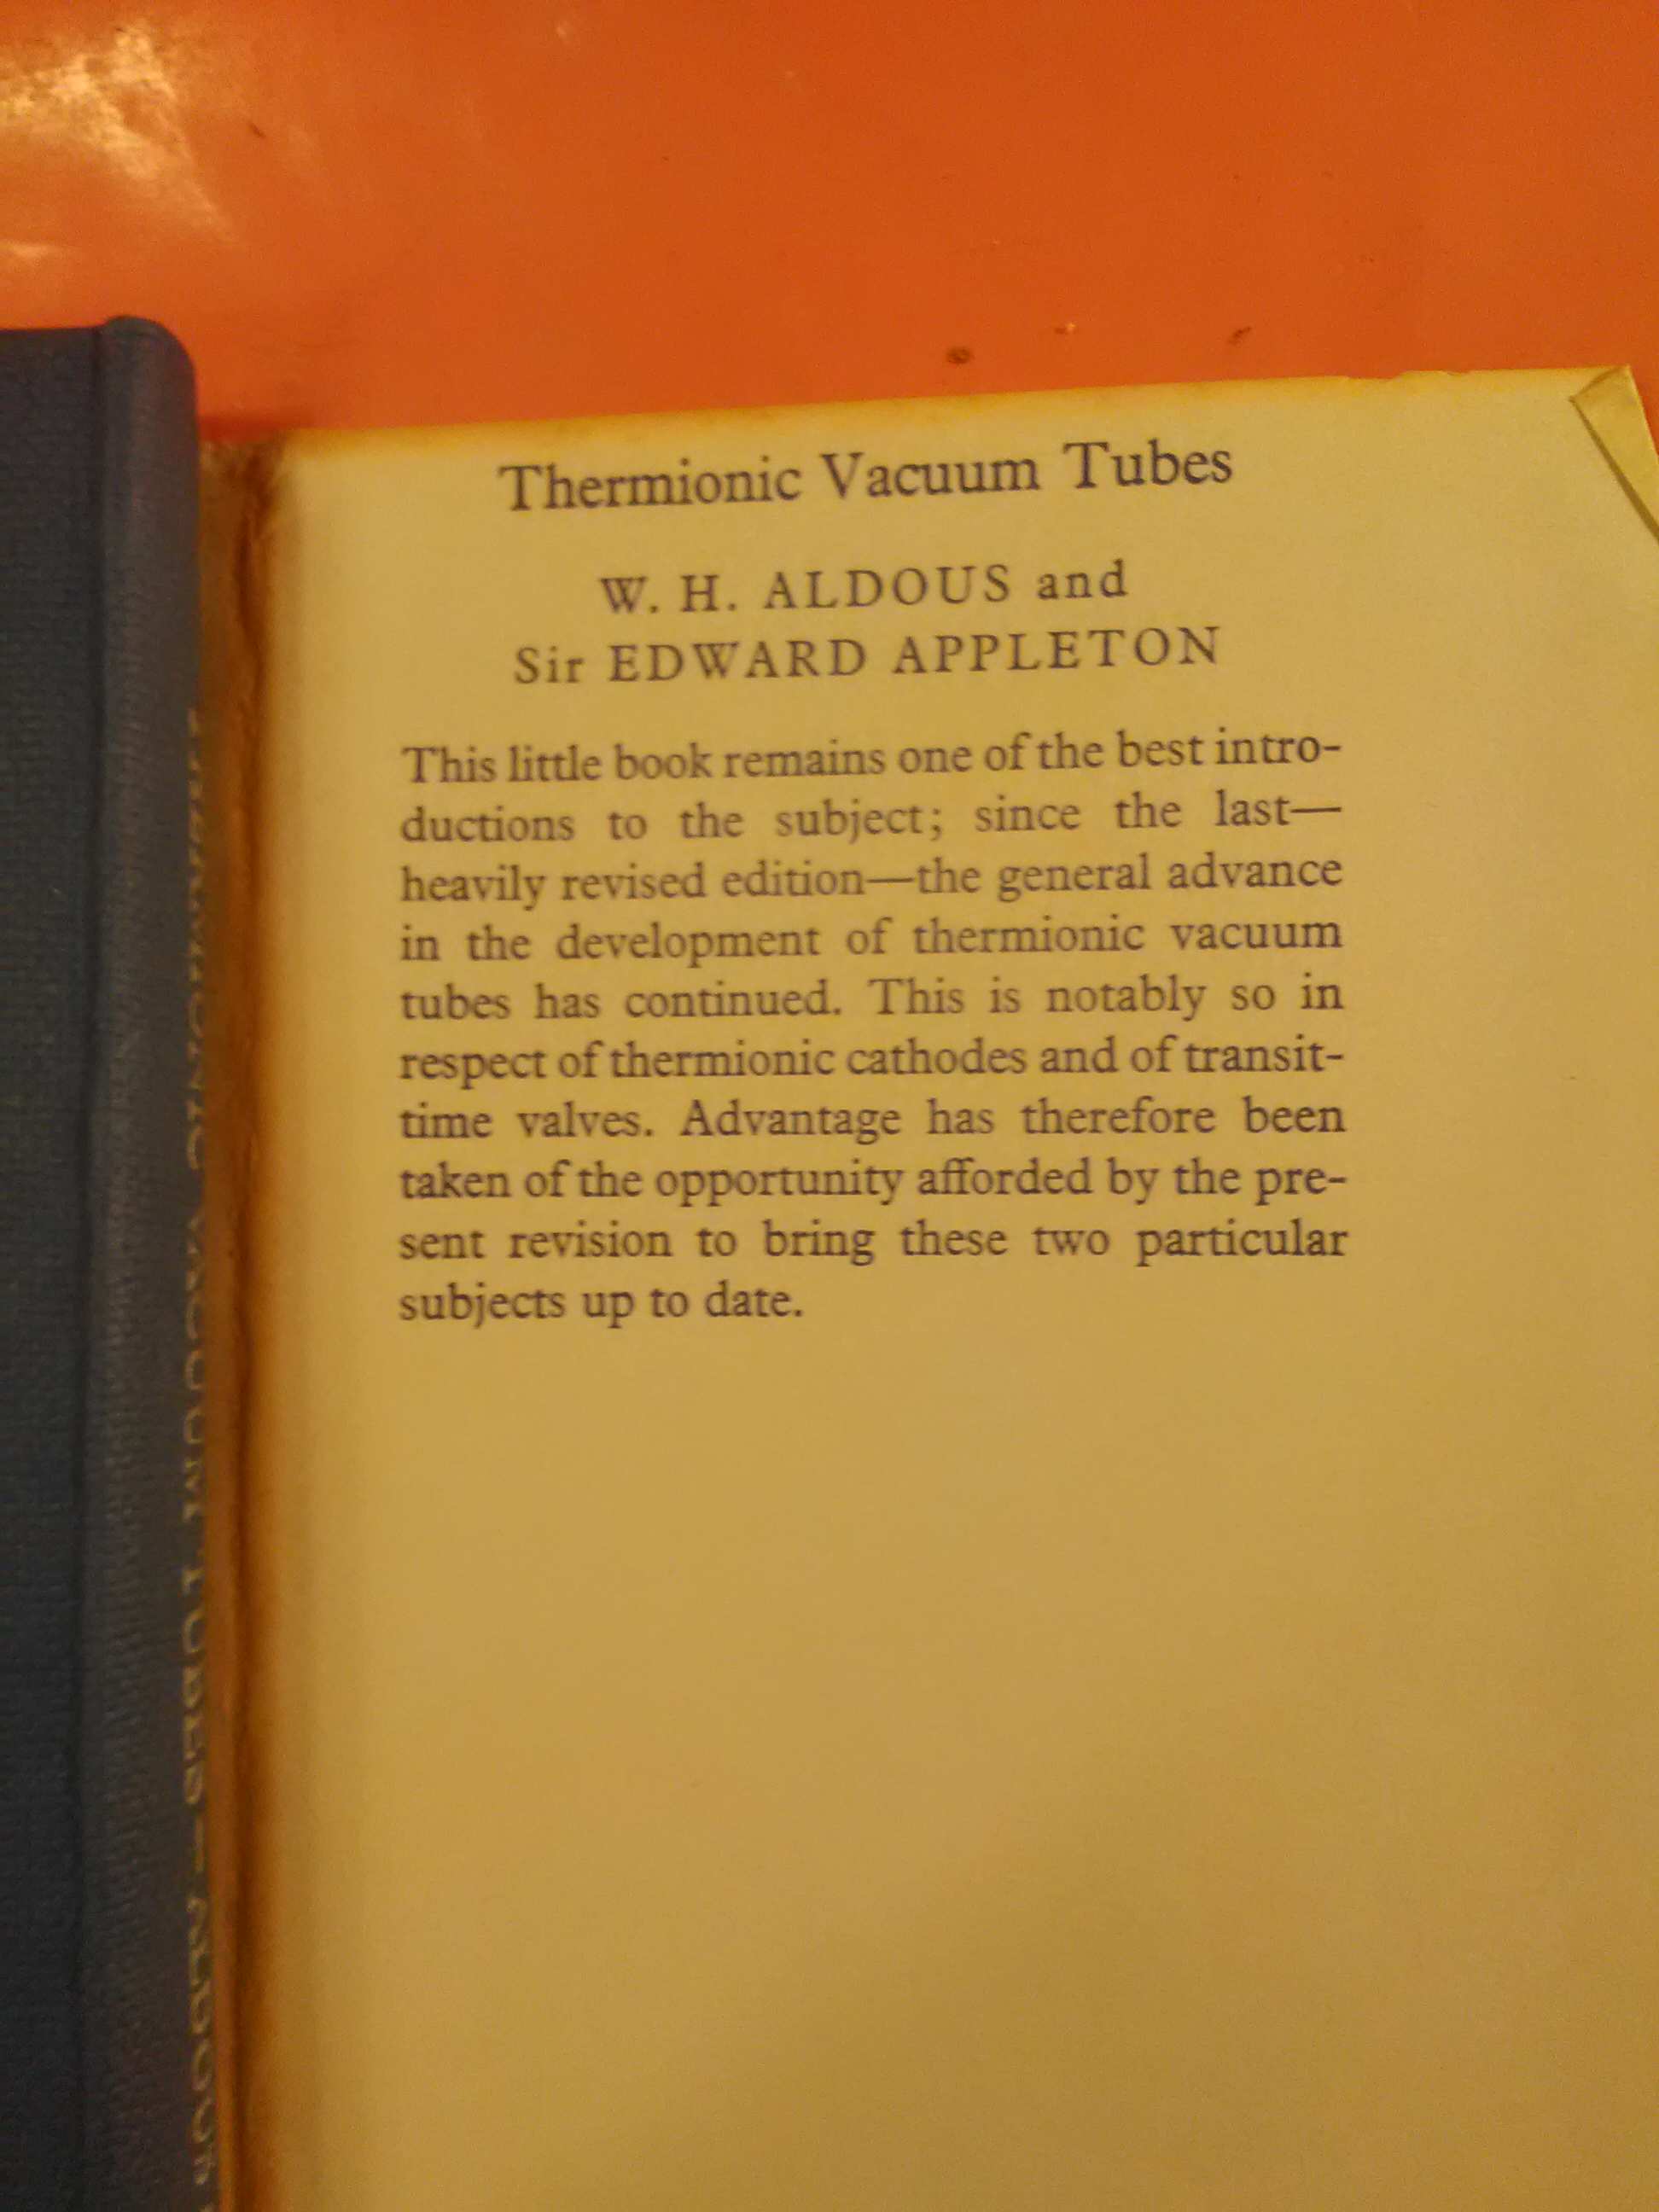 Thermionic Vacuum Tubes
W. H. ALDOUS and
Sir EDWARD APPLETON
This little book remains one of the best intro-
ductions to the subject; since the last—
heavily revised edition—the general advance
in the development of thermionic vacuum
tubes has continued. This is notably so in
respect of thermionic cathodes and of transit-
time valves. Advantage has therefore been
taken of the opportunity afforded by the pre-
sent revision to bring these two particular
subjects up to date.